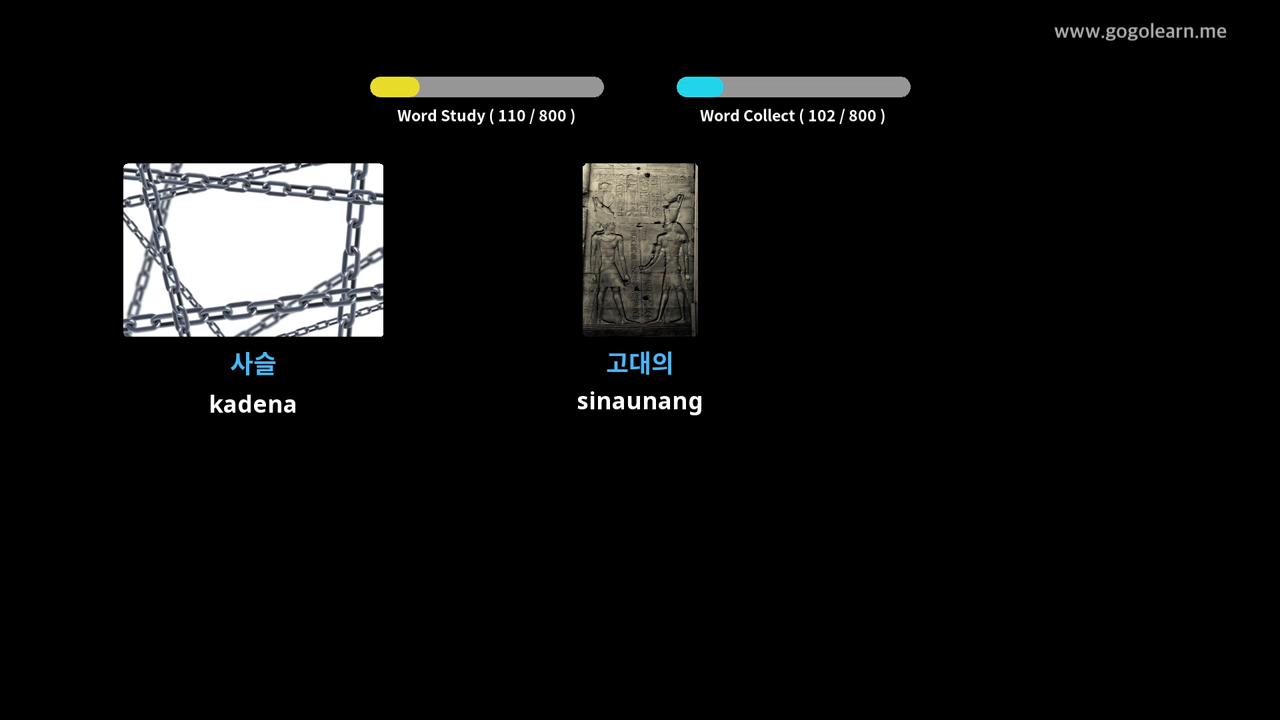 www.gogolearn.me
Word Study ( 110 / 800 )
Word Collect ( 102 / 800 )
사슬
kadena
고대의
sinaunang